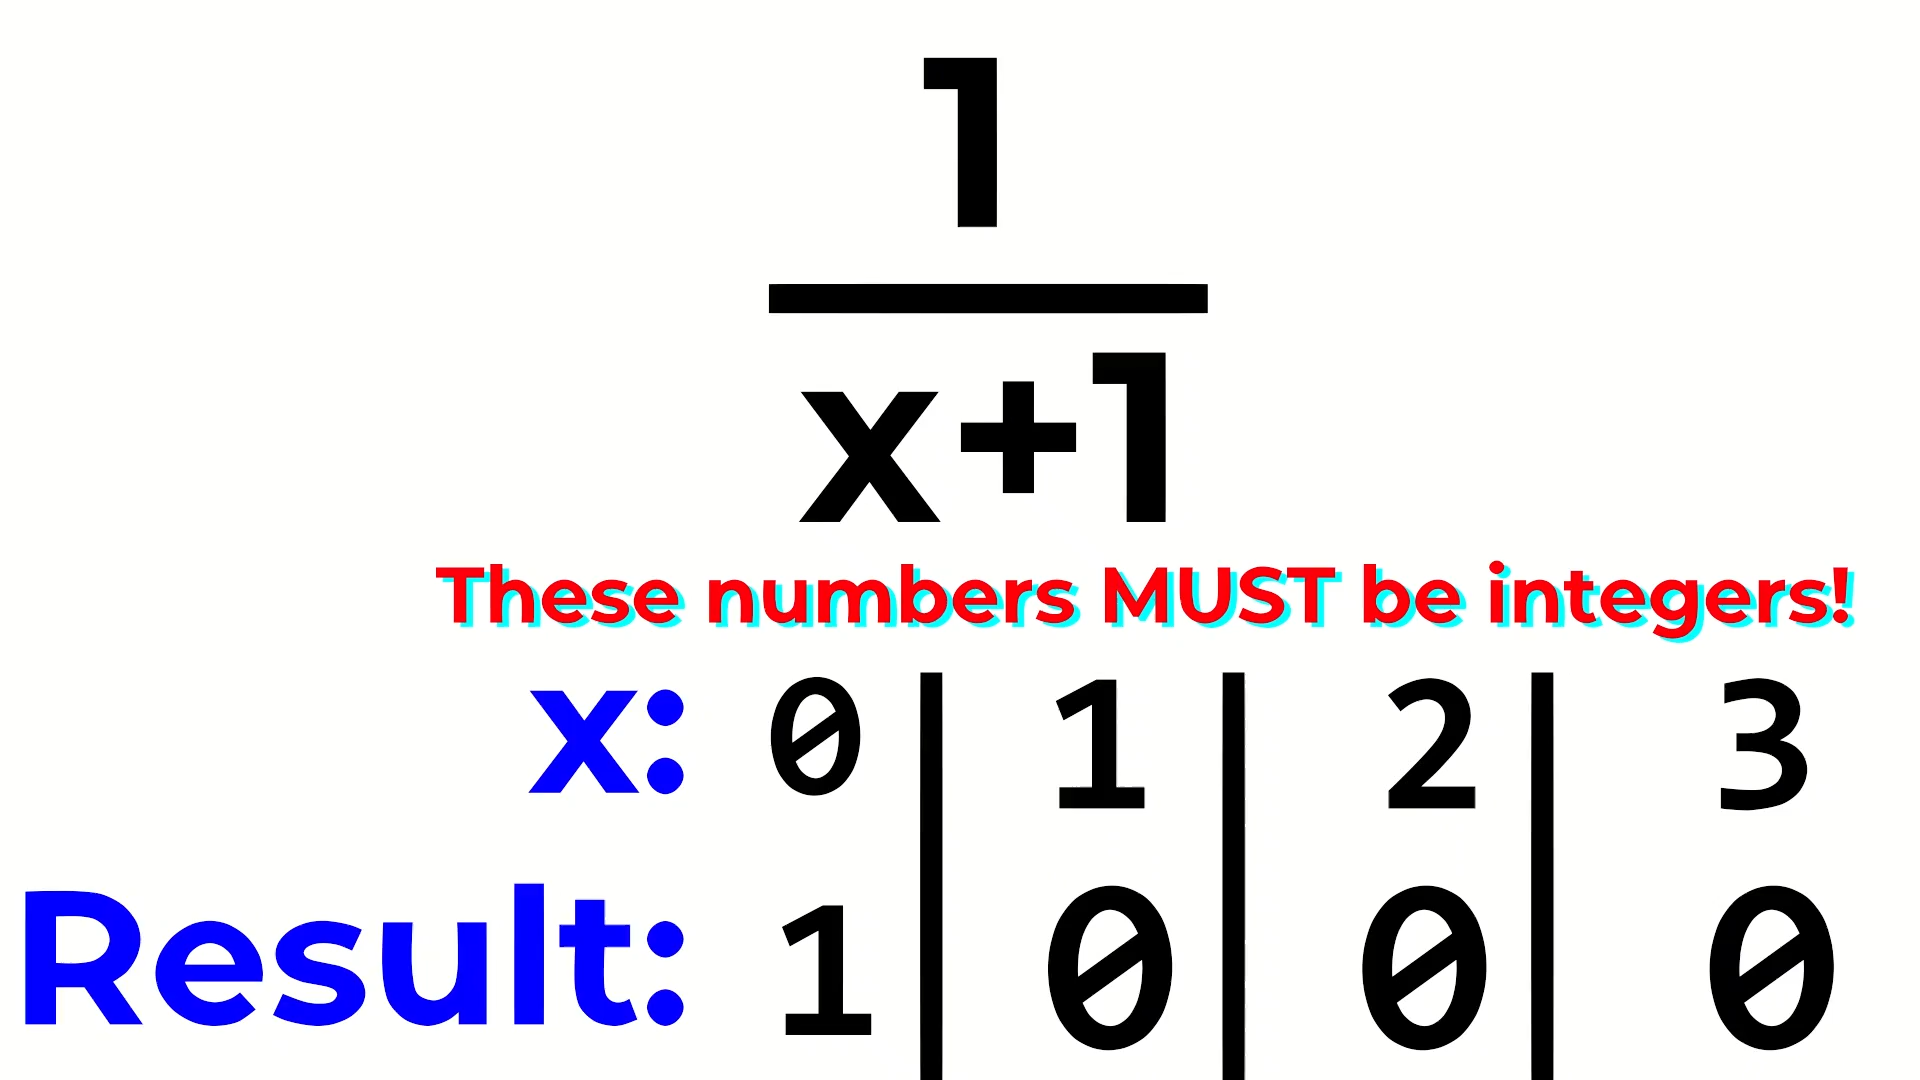 1
x+1
These numbers MUST be integers!
x: 0 1 2 3
Result: 1 0 0 0